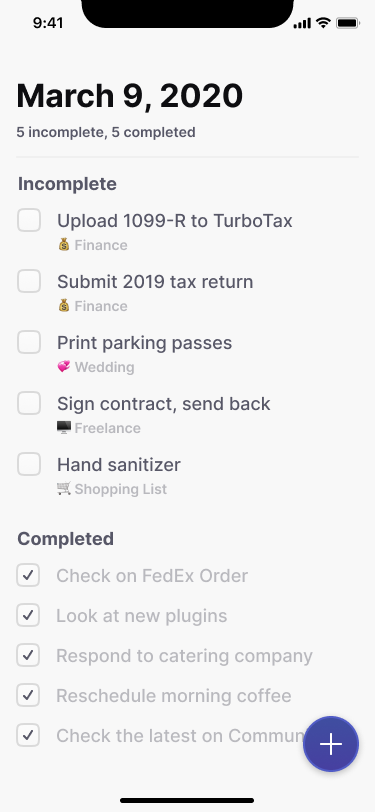 9:41
March 9, 2020
5 incomplete, 5 completed
Incomplete
Upload 1099-R to TurboTax
💰 Finance
Submit 2019 tax return
💰 Finance
Print parking passes
💞 Wedding
Sign contract, send back
🖥️ Freelance
Hand sanitizer
🛒 Shopping List
Completed
Check on FedEx Order
Look at new plugins
Respond to catering company
Reschedule morning coffee
Check the latest on